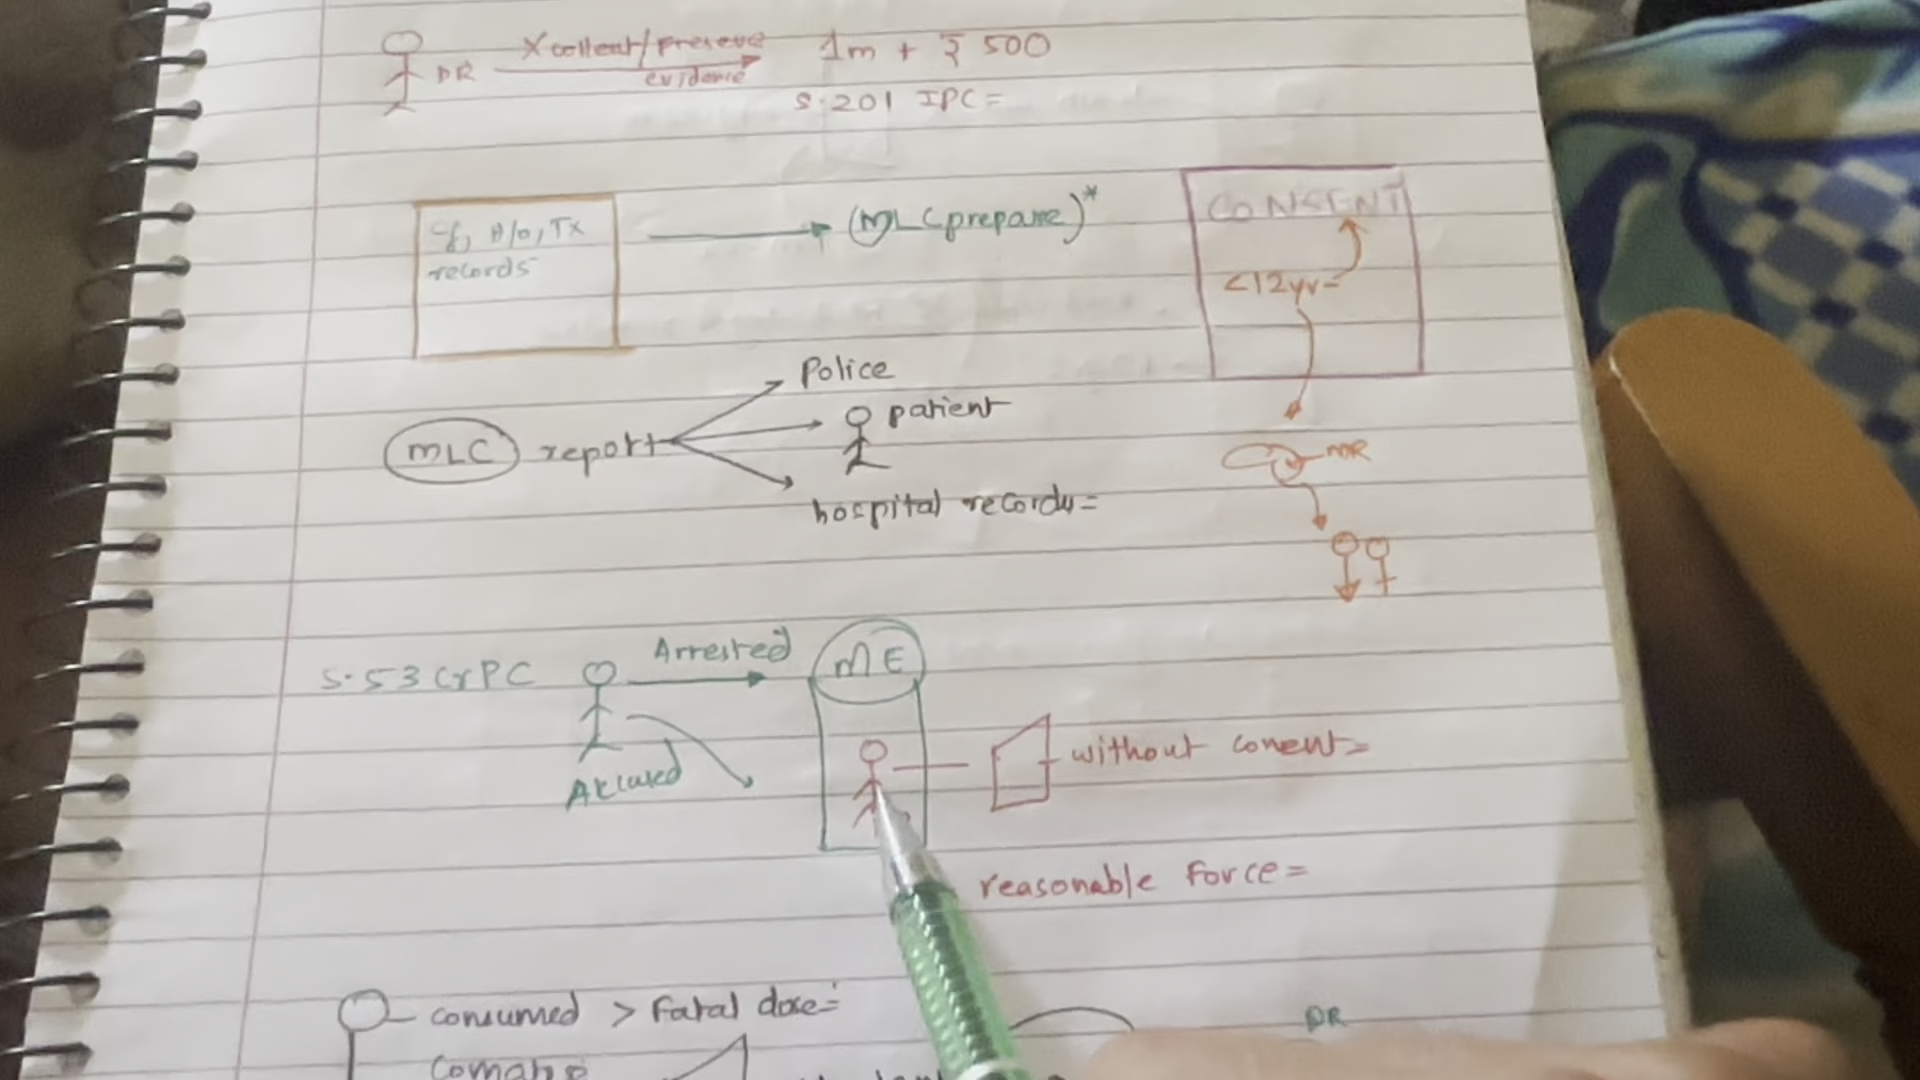 DR X collect/preseve evidence 1m + ₹ 500
S.201 IPC =
H/o, Tx
records
(MLC prepare)*
CONSENT
<12yr-
MLC report
Police
patient
hospital records=
MR
S.53 CrPC
Arrested
Accused
ME
without consent=
reasonable force=
consumed > Fatal dose=
DR